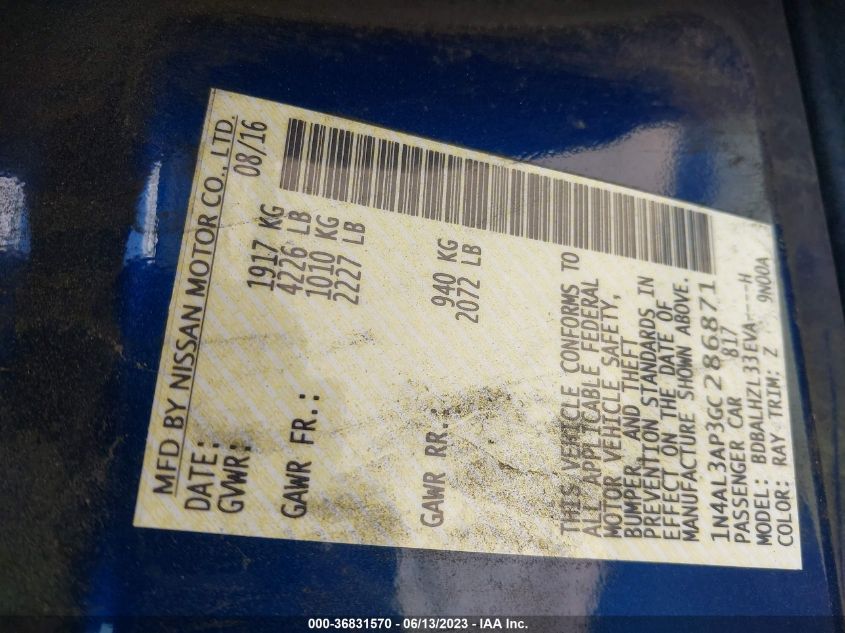 MFD BY NISSAN MOTOR CO., LTD.
DATE: 08/16
GVWR: 1917 KG
4226 LB
GAWR FR.: 1010 KG
2227 LB
GAWR RR.: 940 KG
2072 LB
THIS VEHICLE CONFORMS TO
ALL APPLICABLE FEDERAL
MOTOR VEHICLE SAFETY,
BUMPER, AND THEFT
PREVENTION STANDARDS IN
EFFECT ON THE DATE OF
MANUFACTURE SHOWN ABOVE.
1N4AL3AP3GC286871
PASSENGER CAR 817
MODEL: BDBALHZL33EVA----H
COLOR: RAY TRIM: Z 9N00A
000-36831570 - 06/13/2023 - IAA Inc.